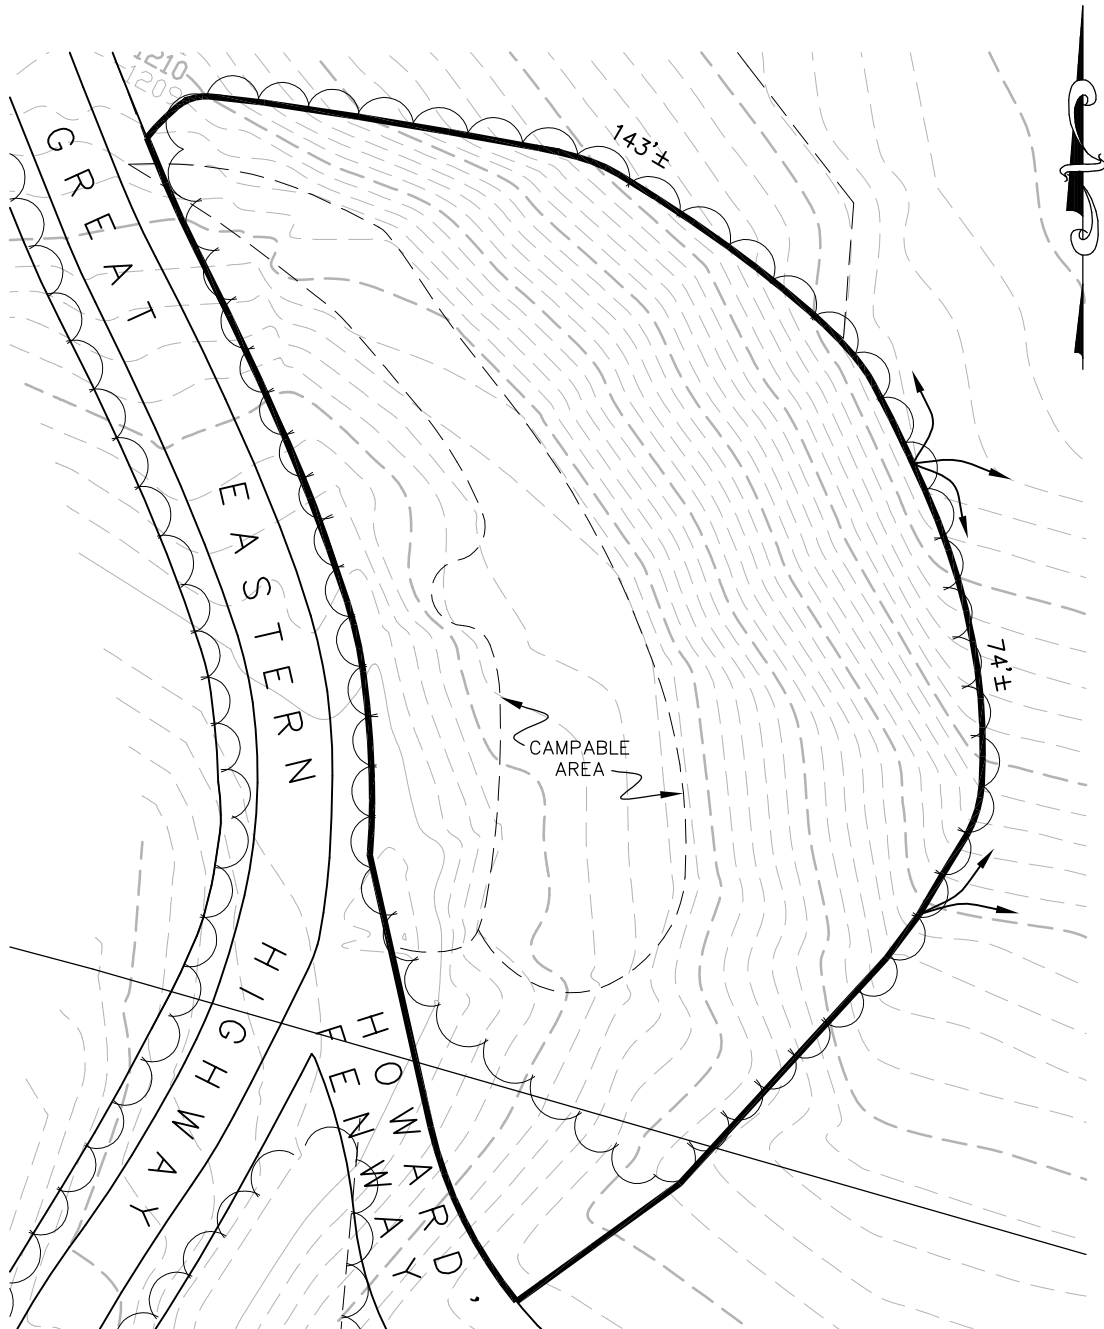 1210
1209
GREAT EASTERN HIGHWAY
143'±
74'±
CAMPABLE
AREA
HOWARD,
FENWAY